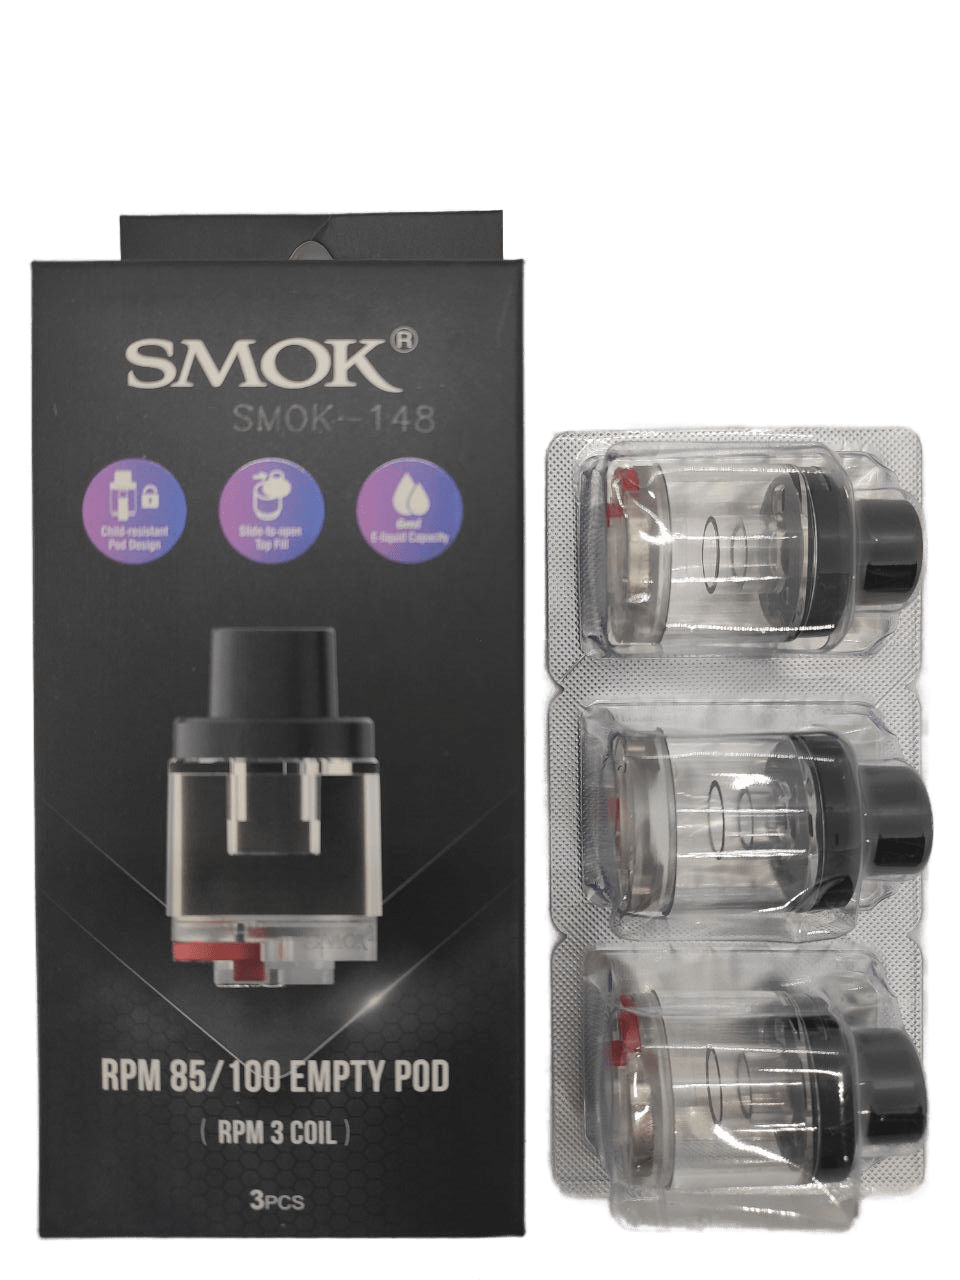 SMOK®
SMOK-148
Child-resistant
Pod Design
Slide-to-open
Top Fill
6ml
E-liquid Capacity
SMOK
RPM 85/100 EMPTY POD
( RPM 3 COIL )
3PCS